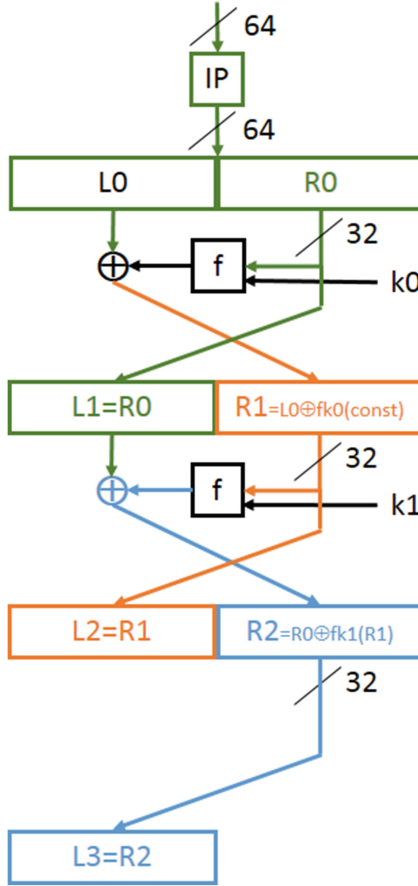 64
IP
64
L0 R0
32
f
k0
L1=R0 R1=L0⊕fk0(const)
32
f
k1
L2=R1 R2=R0⊕fk1(R1)
32
L3=R2